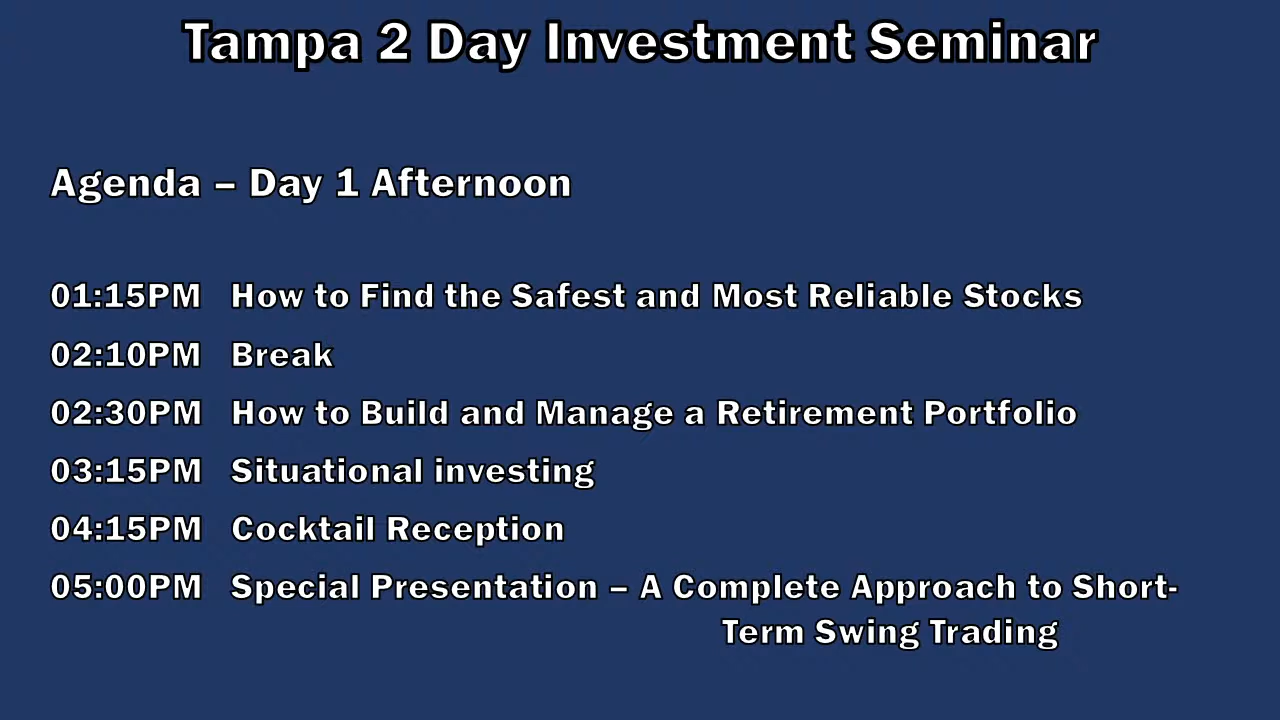 Tampa 2 Day Investment Seminar
Agenda – Day 1 Afternoon
01:15PM How to Find the Safest and Most Reliable Stocks
02:10PM Break
02:30PM How to Build and Manage a Retirement Portfolio
03:15PM Situational investing
04:15PM Cocktail Reception
05:00PM Special Presentation – A Complete Approach to Short-
Term Swing Trading